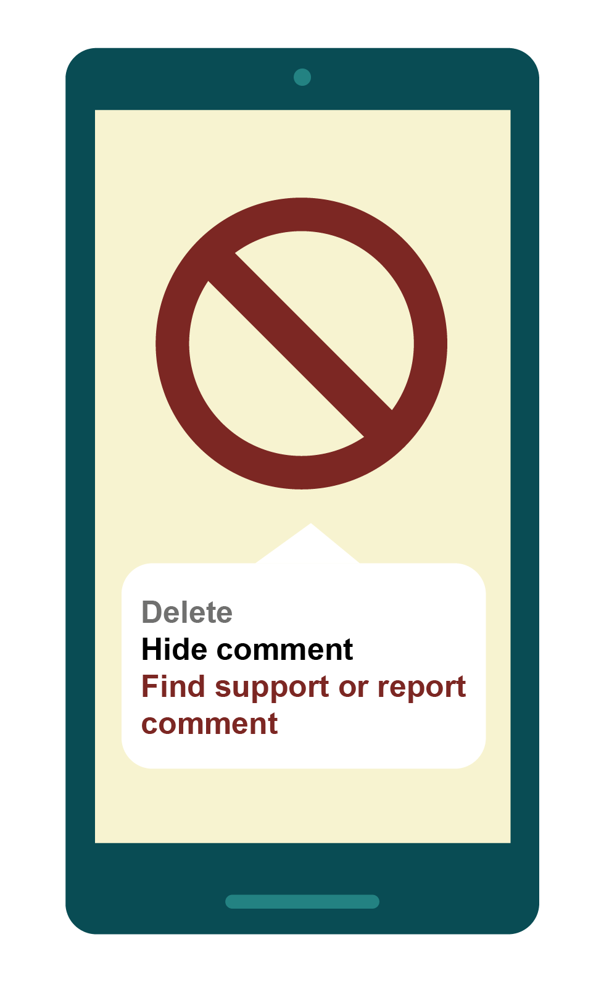 Delete
Hide comment
Find support or report
comment